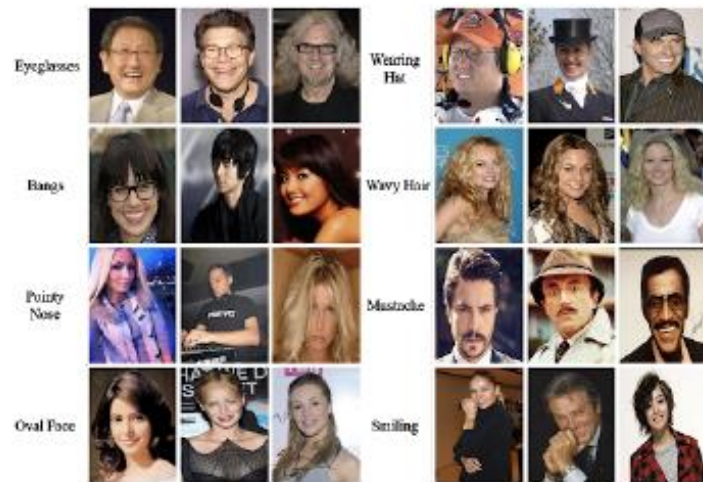 Eyeglasses
Wearing
Hat
Bangs
Wavy Hair
Pointy
Nose
Mustache
Oval Face
Smiling